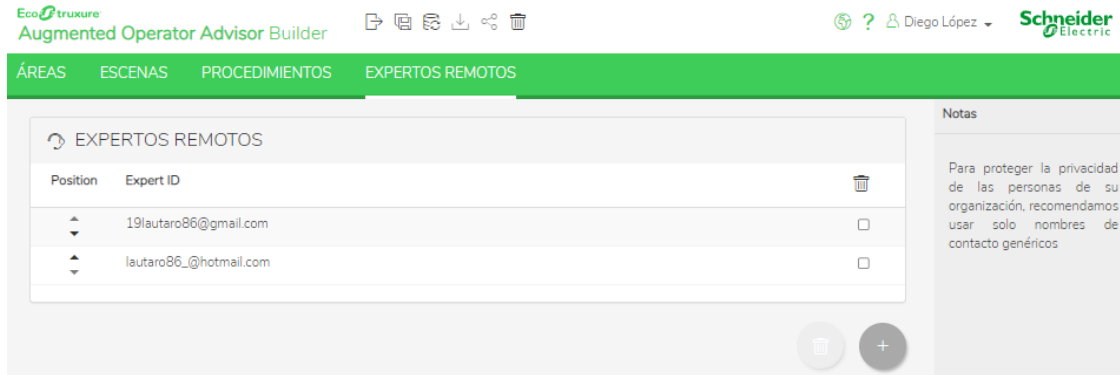 EcoStruxure
Augmented Operator Advisor Builder
? Diego López
Schneider
Electric
ÁREAS ESCENAS PROCEDIMIENTOS EXPERTOS REMOTOS
EXPERTOS REMOTOS
Position Expert ID
19lautaro86@gmail.com
lautaro86_@hotmail.com
+
Notas
Para proteger la privacidad
de las personas de su
organización, recomendamos
usar solo nombres de
contacto genéricos